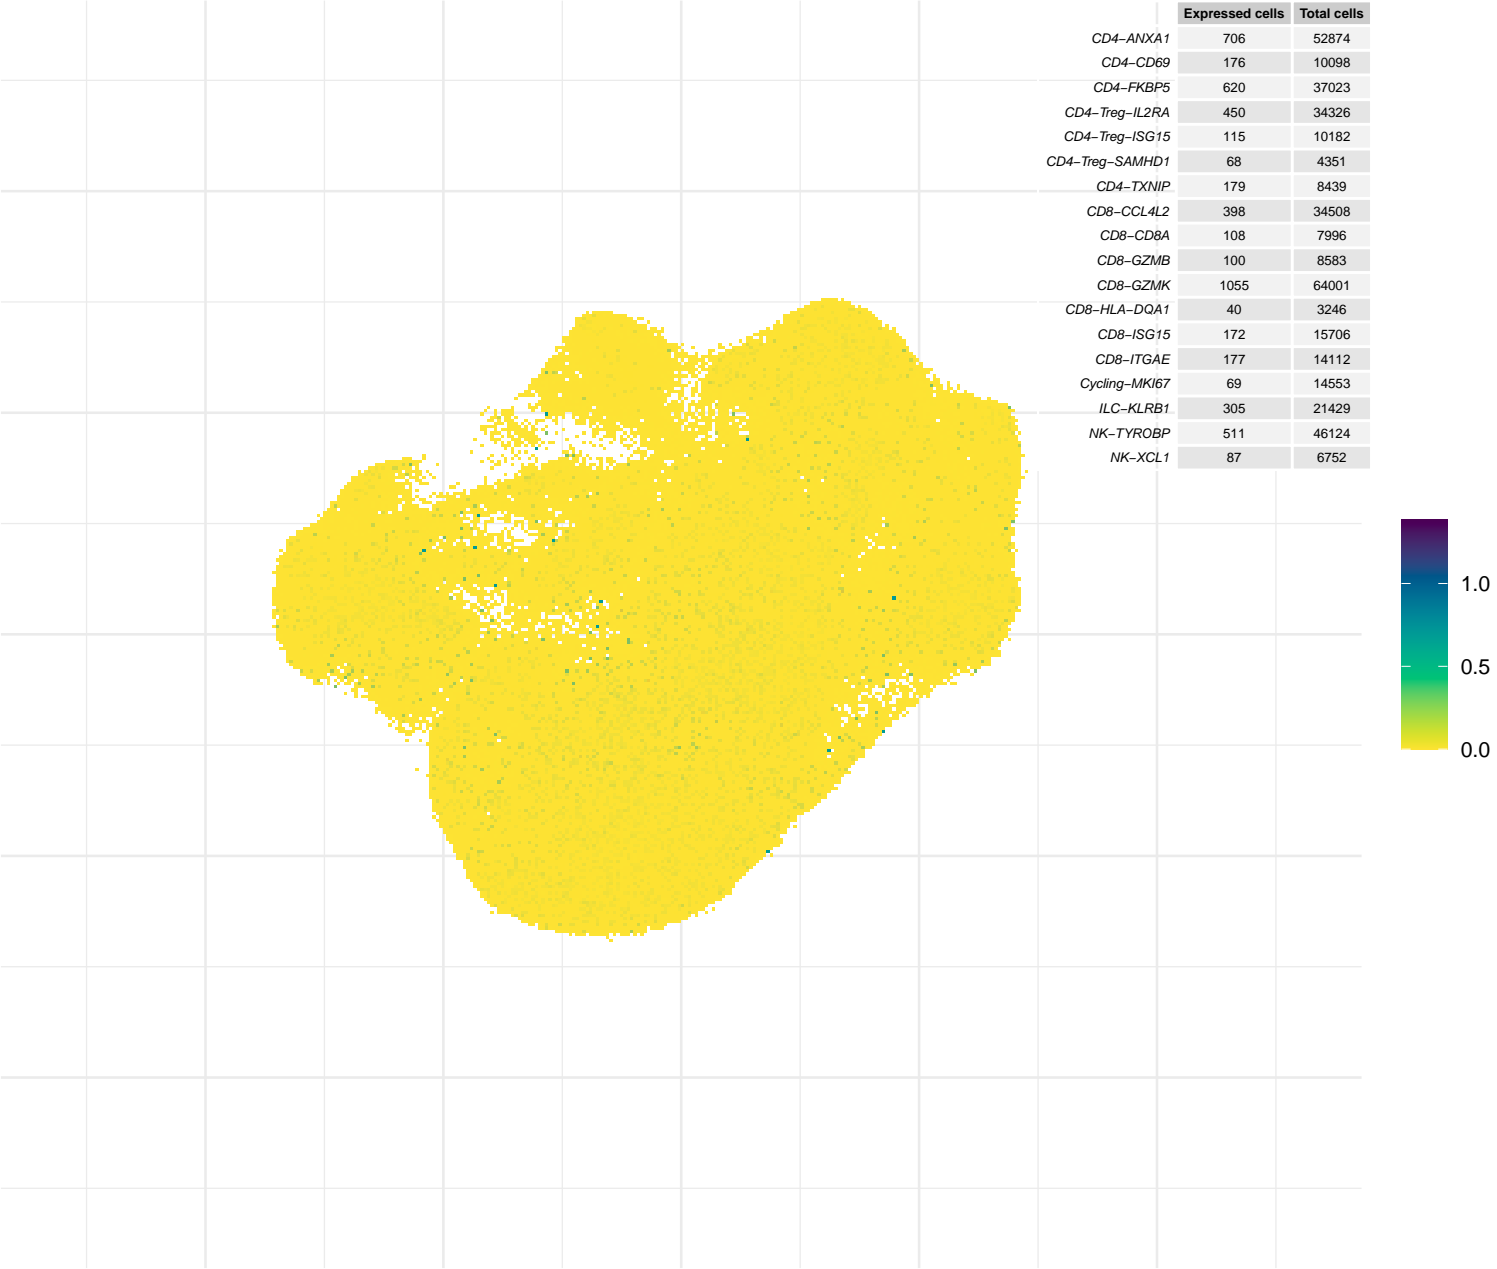 Expressed cells Total cells
CD4−ANXA1 706 52874
CD4−CD69 176 10098
CD4−FKBP5 620 37023
CD4−Treg−IL2RA 450 34326
CD4−Treg−ISG15 115 10182
CD4−Treg−SAMHD1 68 4351
CD4−TXNIP 179 8439
CD8−CCL4L2 398 34508
CD8−CD8A 108 7996
CD8−GZMB 100 8583
CD8−GZMK 1055 64001
CD8−HLA−DQA1 40 3246
CD8−ISG15 172 15706
CD8−ITGAE 177 14112
Cycling−MKI67 69 14553
ILC−KLRB1 305 21429
NK−TYROBP 511 46124
NK−XCL1 87 6752
1.0
0.5
0.0